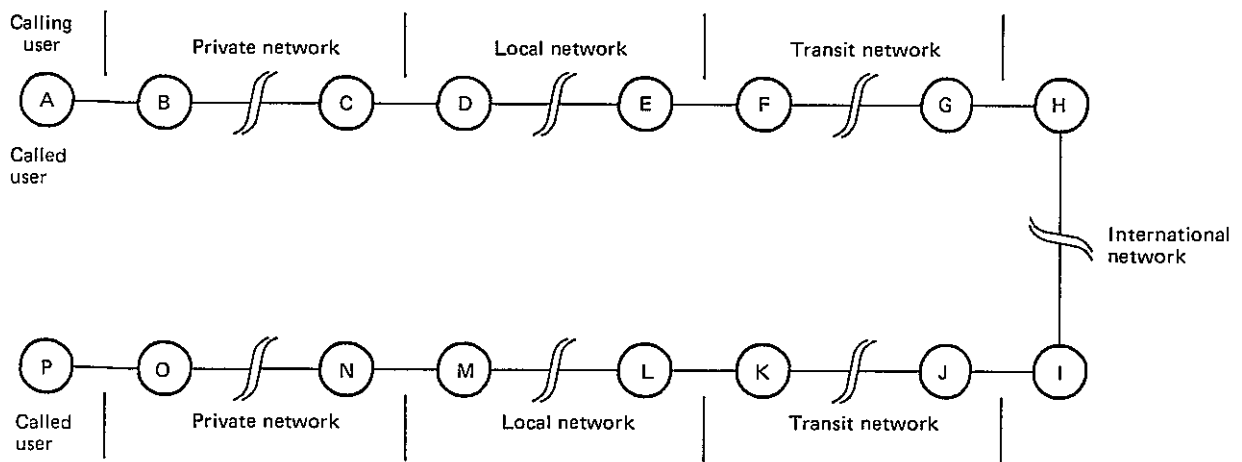 Calling
user
Private network
Local network
Transit network
A
B
C
D
E
F
G
H
Called
user
International
network
P
O
N
M
L
K
J
I
Called
user
Private network
Local network
Transit network